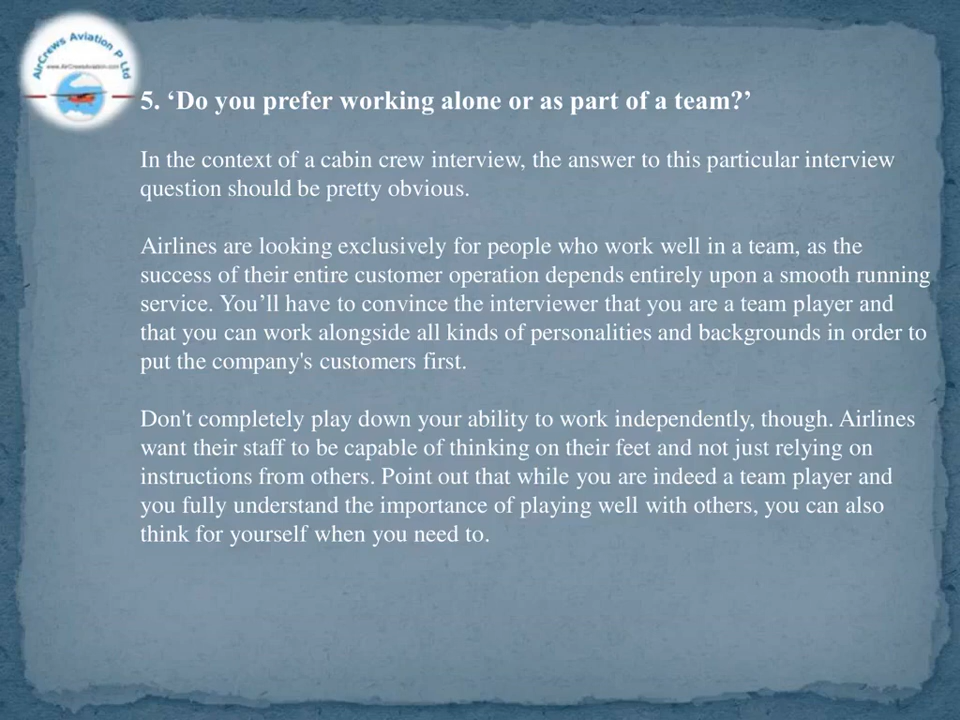 AirCrews Aviation P Ltd
www.AirCrewsAviation.com
5. ‘Do you prefer working alone or as part of a team?’
In the context of a cabin crew interview, the answer to this particular interview
question should be pretty obvious.
Airlines are looking exclusively for people who work well in a team, as the
success of their entire customer operation depends entirely upon a smooth running
service. You’ll have to convince the interviewer that you are a team player and
that you can work alongside all kinds of personalities and backgrounds in order to
put the company's customers first.
Don't completely play down your ability to work independently, though. Airlines
want their staff to be capable of thinking on their feet and not just relying on
instructions from others. Point out that while you are indeed a team player and
you fully understand the importance of playing well with others, you can also
think for yourself when you need to.